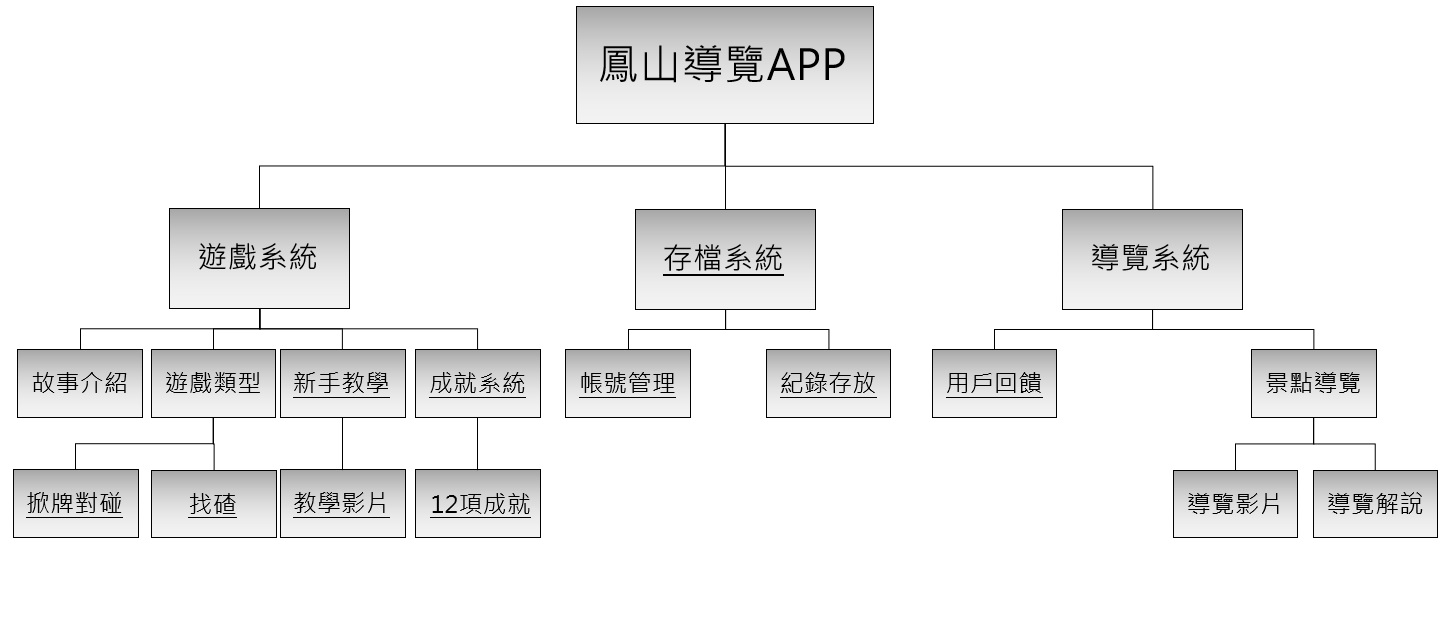 鳳山導覽APP
遊戲系統
存檔系統
導覽系統
故事介紹
遊戲類型
新手教學
成就系統
帳號管理
紀錄存放
用戶回饋
景點導覽
掀牌對碰
找碴
教學影片
12項成就
導覽影片
導覽解說